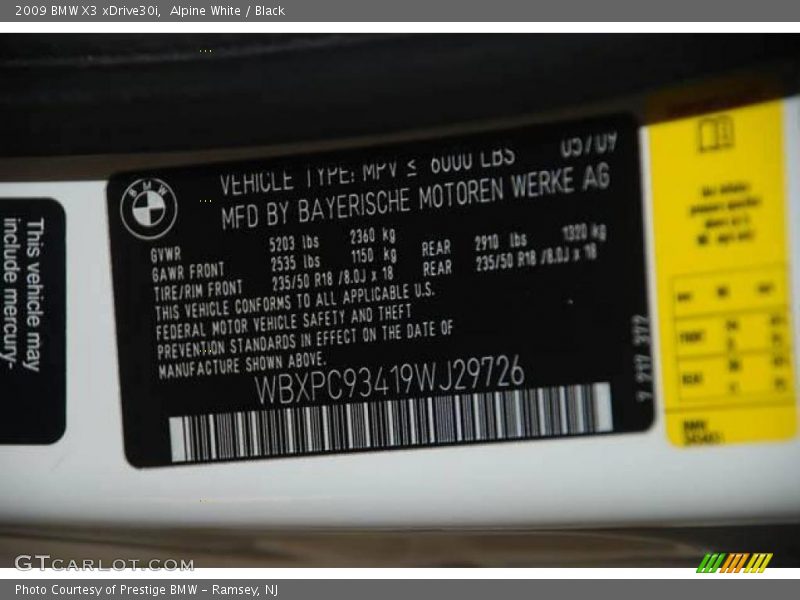 2009 BMW X3 xDrive30i,  Alpine White / Black
This vehicle may
include mercury-
BMW
VEHICLE TYPE: MPV ≤ 6000 LBS 05/09
MFD BY BAYERISCHE MOTOREN WERKE AG
GVWR 5203 lbs 2360 kg
GAWR FRONT 2535 lbs 1150 kg REAR 2910 lbs 1320 kg
TIRE/RIM FRONT 235/50 R18 /8.0J x 18 REAR 235/50 R18 /8.0J x 18
THIS VEHICLE CONFORMS TO ALL APPLICABLE U.S.
FEDERAL MOTOR VEHICLE SAFETY AND THEFT
PREVENTION STANDARDS IN EFFECT ON THE DATE OF
MANUFACTURE SHOWN ABOVE.
WBXPC93419WJ29726
GTCARLOT.COM
Photo Courtesy of Prestige BMW - Ramsey, NJ